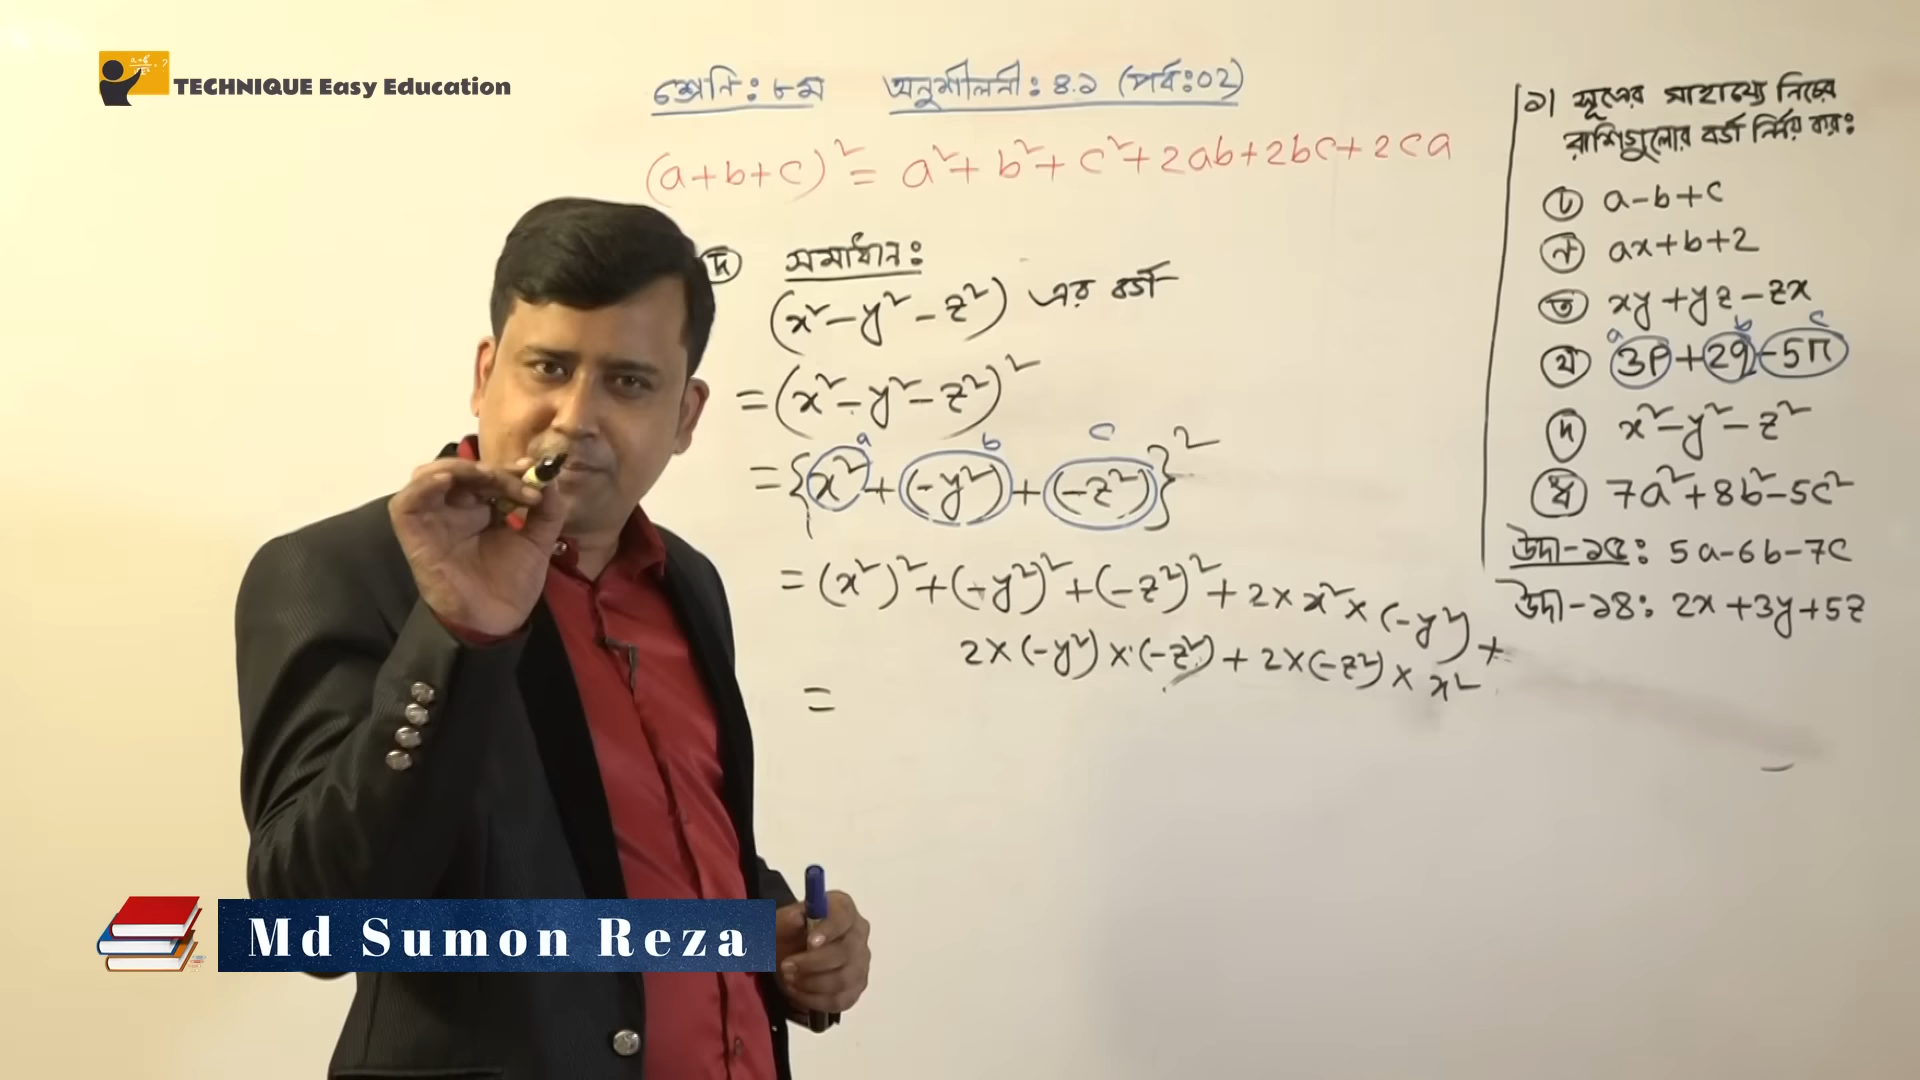 TECHNIQUE Easy Education
শ্রেণি: ৮ম অনুশীলনী: ৪.১ (পর্ব: ০২)
(a+b+c)² = a² + b² + c² + 2ab + 2bc + 2ca
দ সমাধান:
(x² - y² - z²) এর বর্গ
= (x² - y² - z²)²
a b c
= {x² + (-y²) + (-z²)}²
= (x²)² + (-y²)² + (-z²)² + 2 × x² × (-y²) +
2 × (-y²) × (-z²) + 2 × (-z²) × x²
=
১। সূত্রের সাহায্যে নিচের
রাশিগুলোর বর্গ নির্ণয় কর:
ঢ a - b + c
ণ ax + b + 2
ত xy + yz - zx
a b c
থ 3p + 2q - 5r
দ x² - y² - z²
ধ 7a² + 8b² - 5c²
উদা-১৫: 5a - 6b - 7c
উদা-১৪: 2x + 3y + 5z
Md Sumon Reza